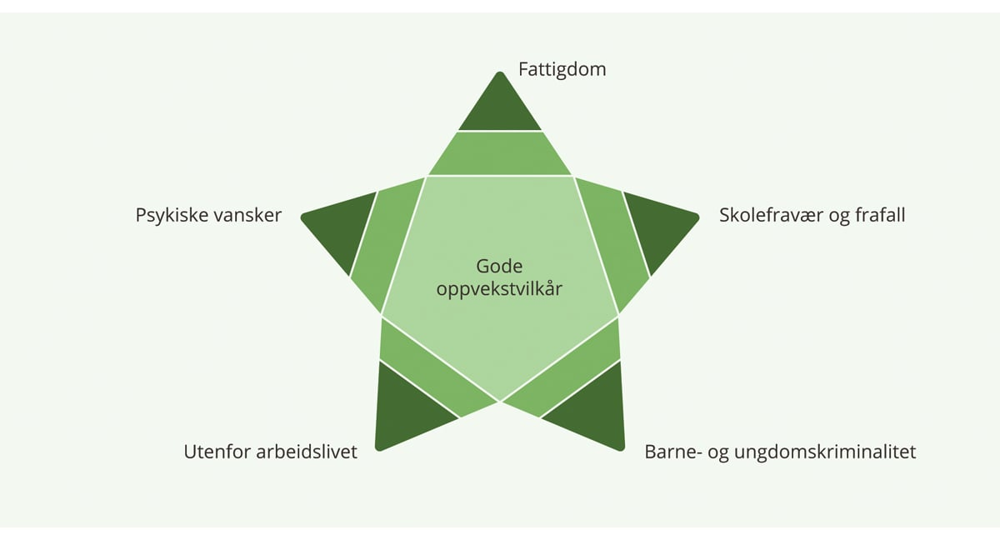 Fattigdom
Psykiske vansker
Skolefravær og frafall
Gode
oppvekstvilkår
Utenfor arbeidslivet
Barne- og ungdomskriminalitet